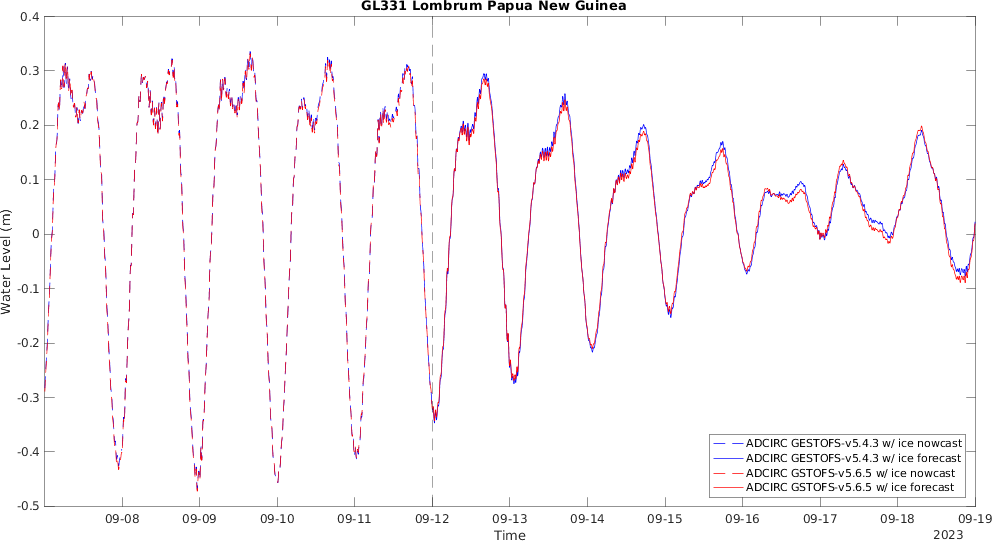 GL331 Lombrum Papua New Guinea
0.4
0.3
0.2
0.1
0
-0.1
-0.2
-0.3
-0.4
-0.5
Water Level (m)
ADCIRC GESTOFS-v5.4.3 w/ ice nowcast
ADCIRC GESTOFS-v5.4.3 w/ ice forecast
ADCIRC GSTOFS-v5.6.5 w/ ice nowcast
ADCIRC GSTOFS-v5.6.5 w/ ice forecast
09-08 09-09 09-10 09-11 09-12 09-13 09-14 09-15 09-16 09-17 09-18 09-19
Time
2023